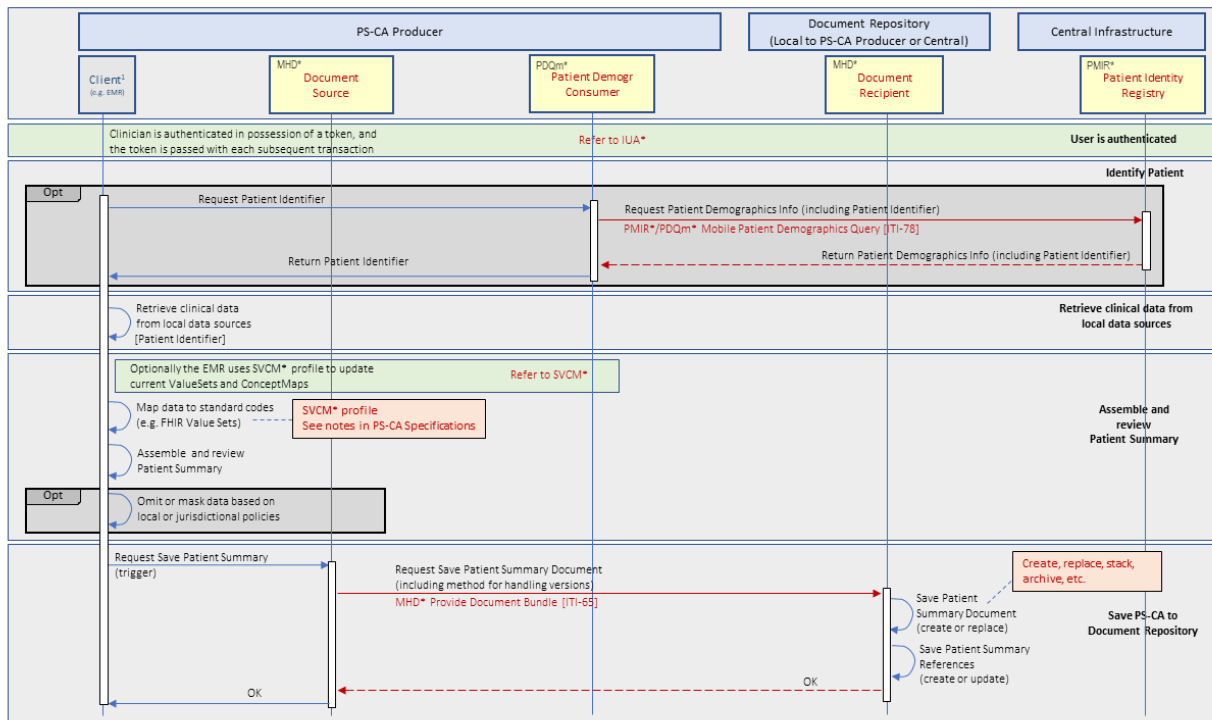 PS-CA Producer
Document Repository
(Local to PS-CA Producer or Central)
Central Infrastructure
Client¹
(e.g. EMR)
MHD*
Document
Source
PDQm*
Patient Demogr
Consumer
MHD*
Document
Recipient
PMIR*
Patient Identity
Registry
Clinician is authenticated in possession of a token, and
the token is passed with each subsequent transaction
Refer to IUA*
User is authenticated
Identify Patient
Opt
Request Patient Identifier
Request Patient Demographics Info (including Patient Identifier)
PMIR*/PDQm* Mobile Patient Demographics Query [ITI-78]
Return Patient Identifier
Return Patient Demographics Info (including Patient Identifier)
Retrieve clinical data
from local data sources
[Patient Identifier]
Retrieve clinical data from
local data sources
Optionally the EMR uses SVCM* profile to update
current ValueSets and ConceptMaps
Refer to SVCM*
Map data to standard codes
(e.g. FHIR Value Sets)
SVCM* profile
See notes in PS-CA Specifications
Assemble and
review
Patient Summary
Assemble and review
Patient Summary
Opt
Omit or mask data based on
local or jurisdictional policies
Request Save Patient Summary
(trigger)
Request Save Patient Summary Document
(including method for handling versions)
MHD* Provide Document Bundle [ITI-65]
Create, replace, stack,
archive, etc.
Save Patient
Summary Document
(create or replace)
Save PS-CA to
Document Repository
Save Patient Summary
References
(create or update)
OK
OK